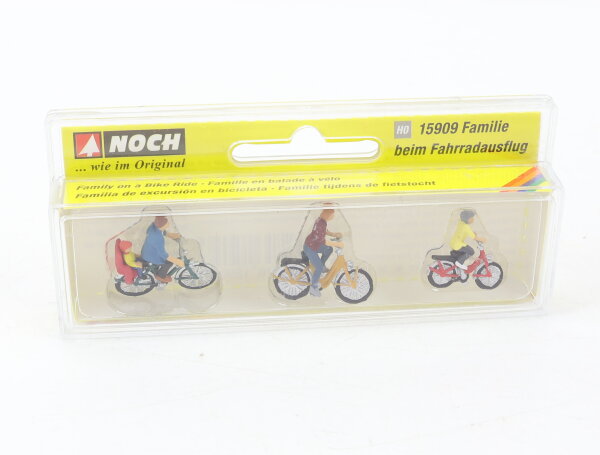 NOCH
... wie im Original
HO 15909 Familie
beim Fahrradausflug
Family on a Bike Ride - Famille en balade à vélo
Familia de excursión en bicicleta - Familie tijdens de fietstocht